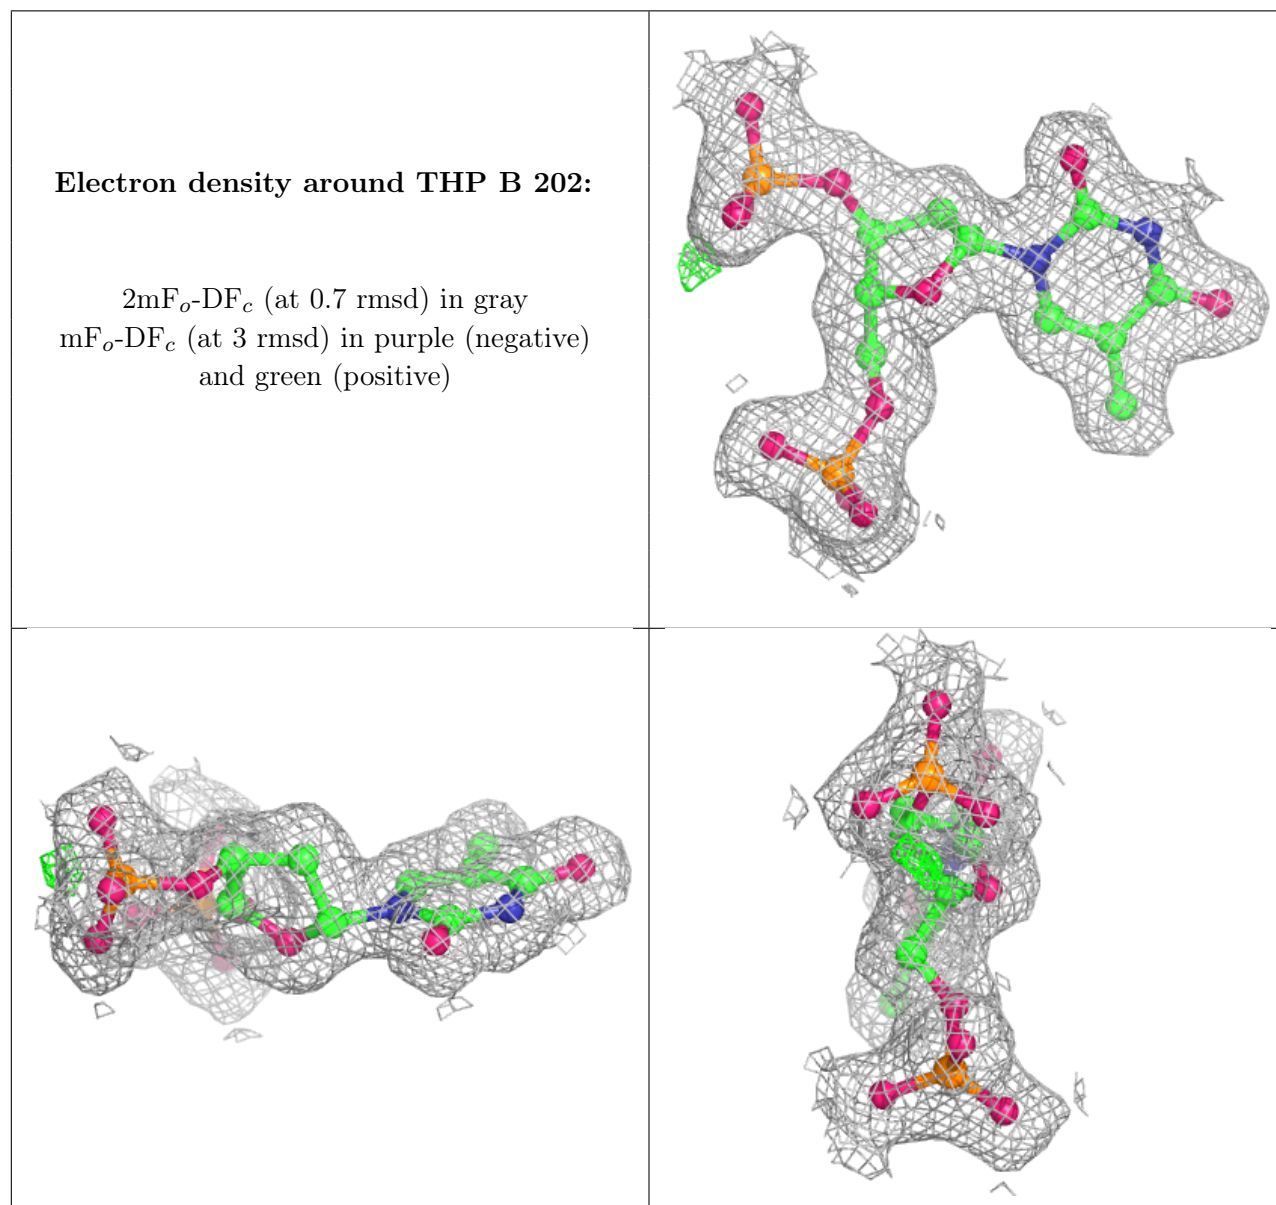 Electron density around THP B 202:
2mFo-DFc (at 0.7 rmsd) in gray
mFo-DFc (at 3 rmsd) in purple (negative)
and green (positive)